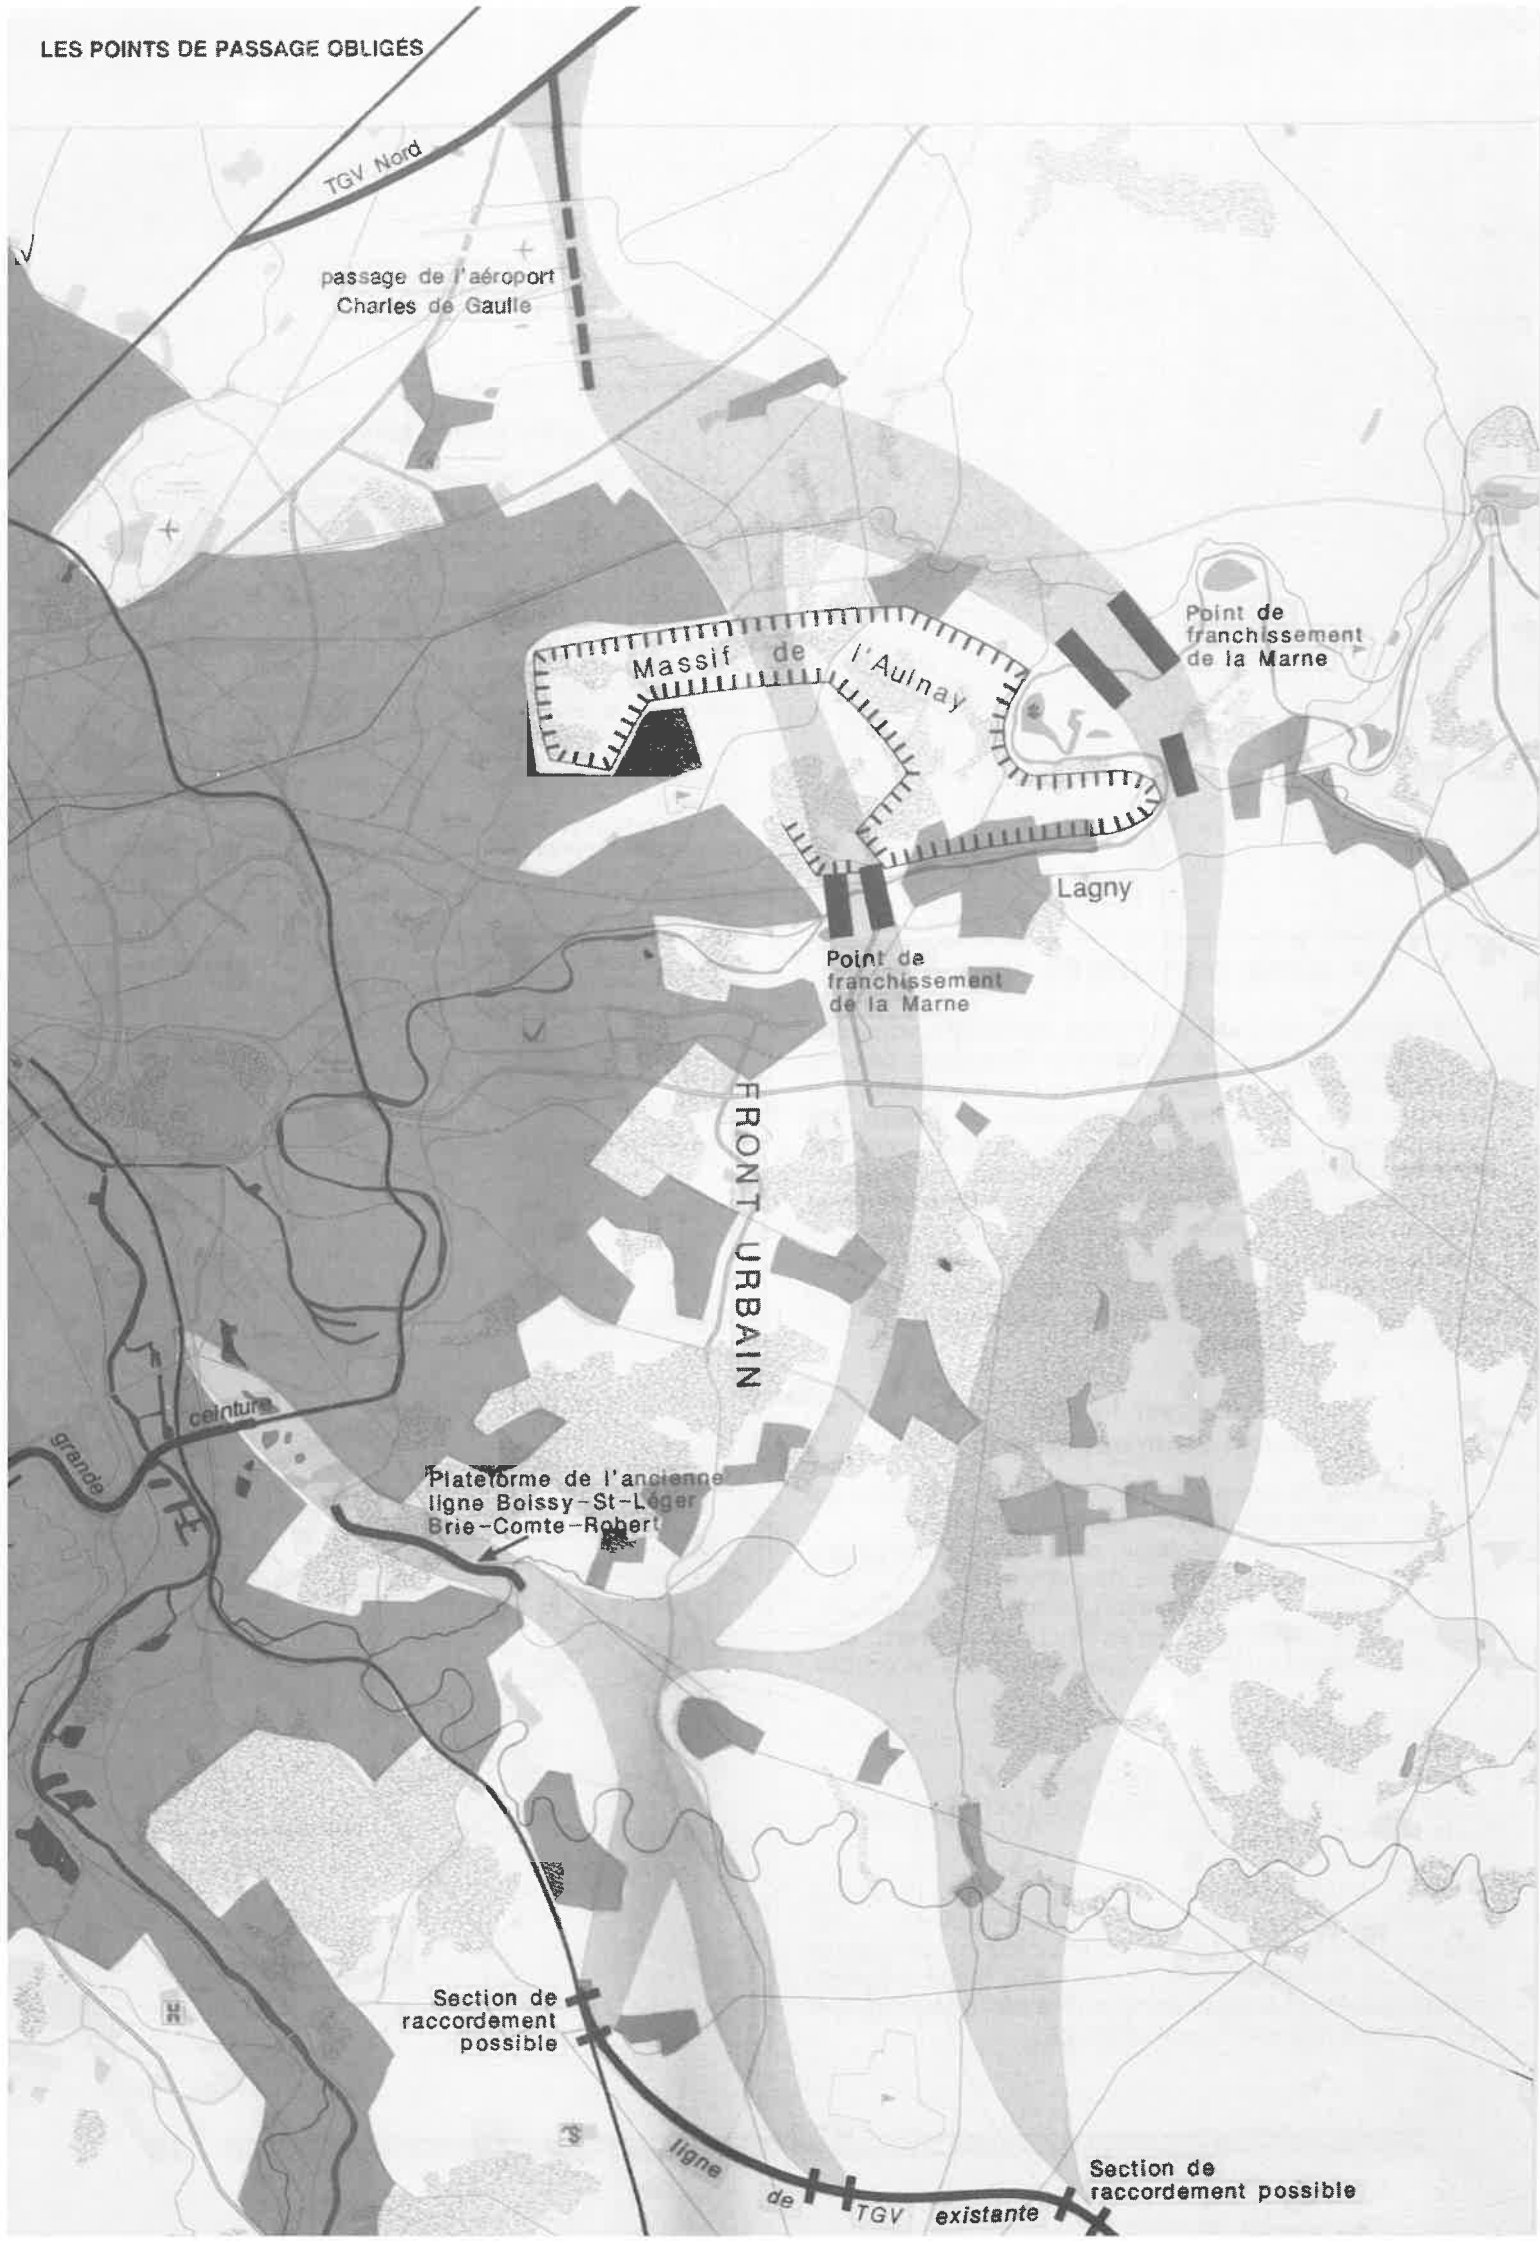 LES POINTS DE PASSAGE OBLIGÉS
TGV Nord
passage de l'aéroport
Charles de Gaulle
Point de
franchissement
de la Marne
Massif de l'Aulnay
Lagny
Point de
franchissement
de la Marne
FRONT URBAIN
grande ceinture
Plateforme de l'ancienne
ligne Boissy-St-Léger
Brie-Comte-Robert
Section de
raccordement
possible
ligne de TGV existante
Section de
raccordement possible